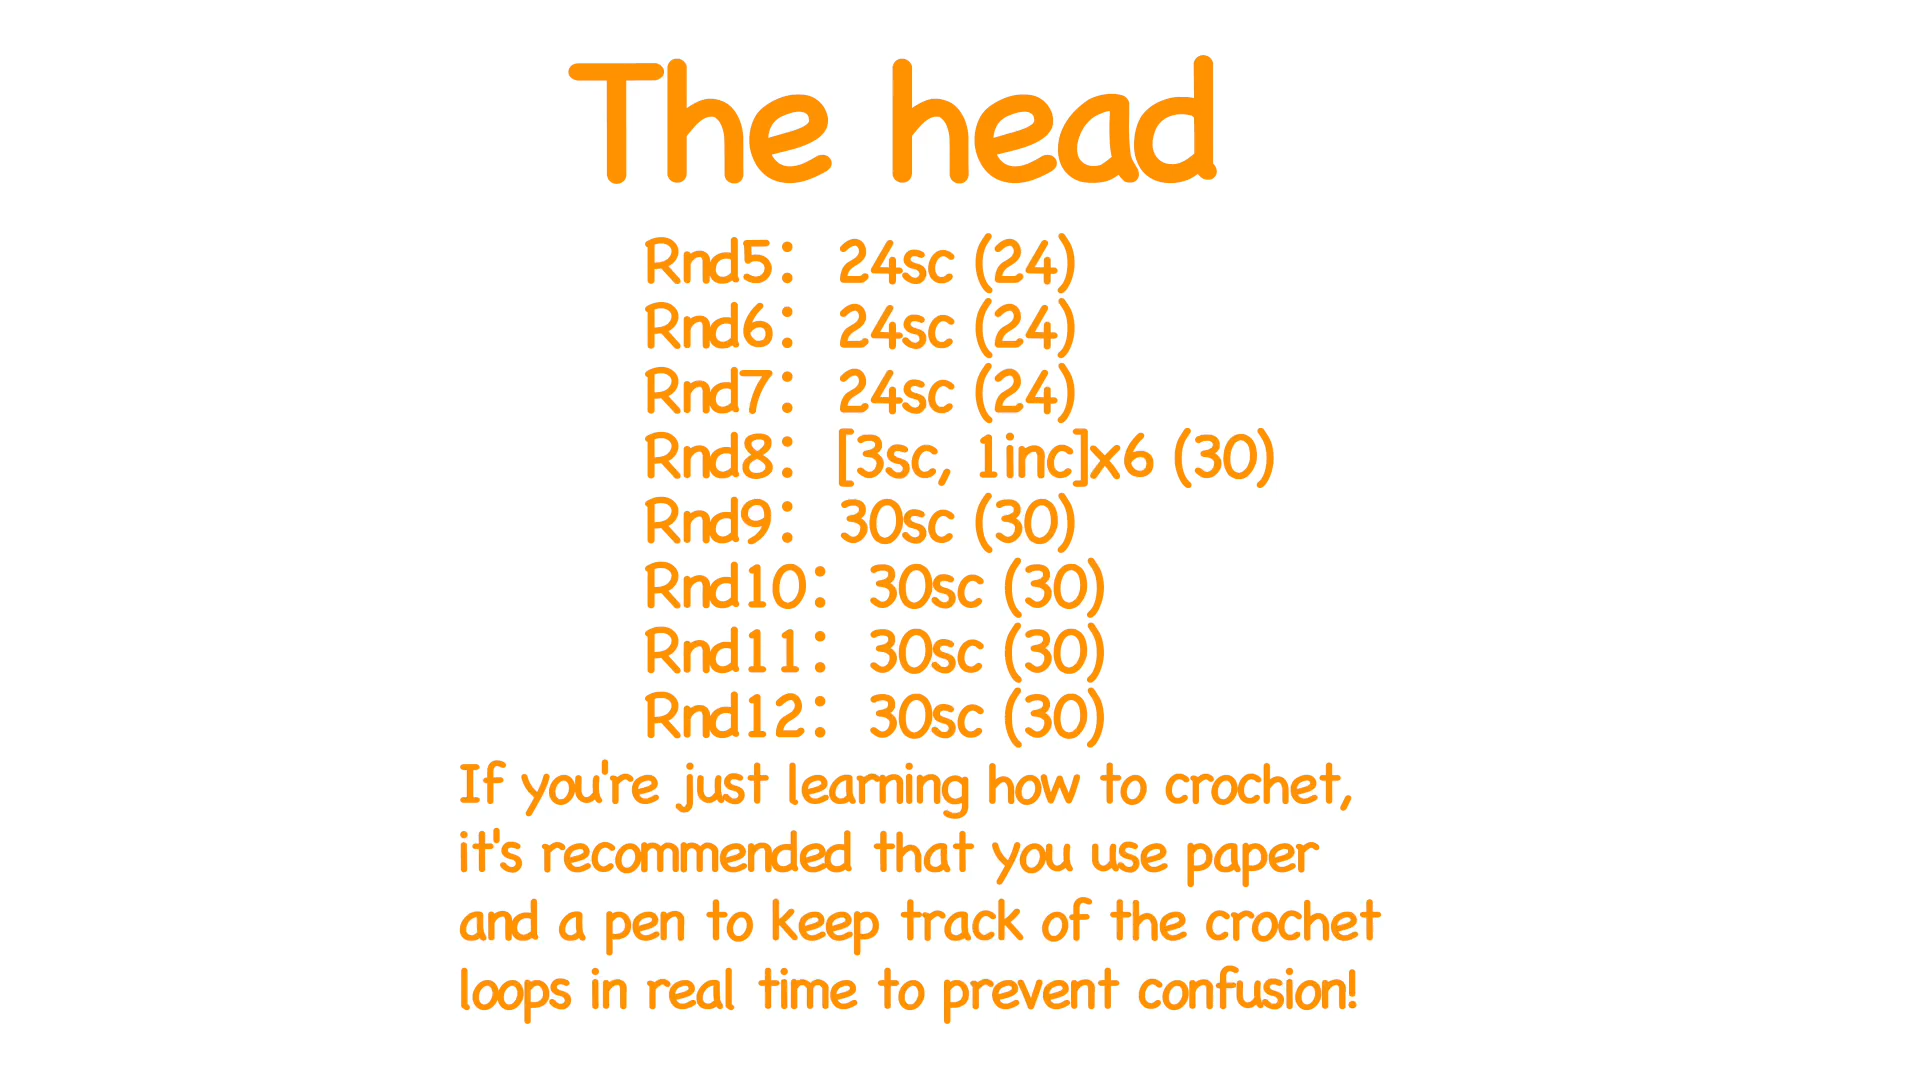 The head
Rnd5: 24sc (24)
Rnd6: 24sc (24)
Rnd7: 24sc (24)
Rnd8: [3sc, 1inc]x6 (30)
Rnd9: 30sc (30)
Rnd10: 30sc (30)
Rnd11: 30sc (30)
Rnd12: 30sc (30)
If you're just learning how to crochet,
it's recommended that you use paper
and a pen to keep track of the crochet
loops in real time to prevent confusion!